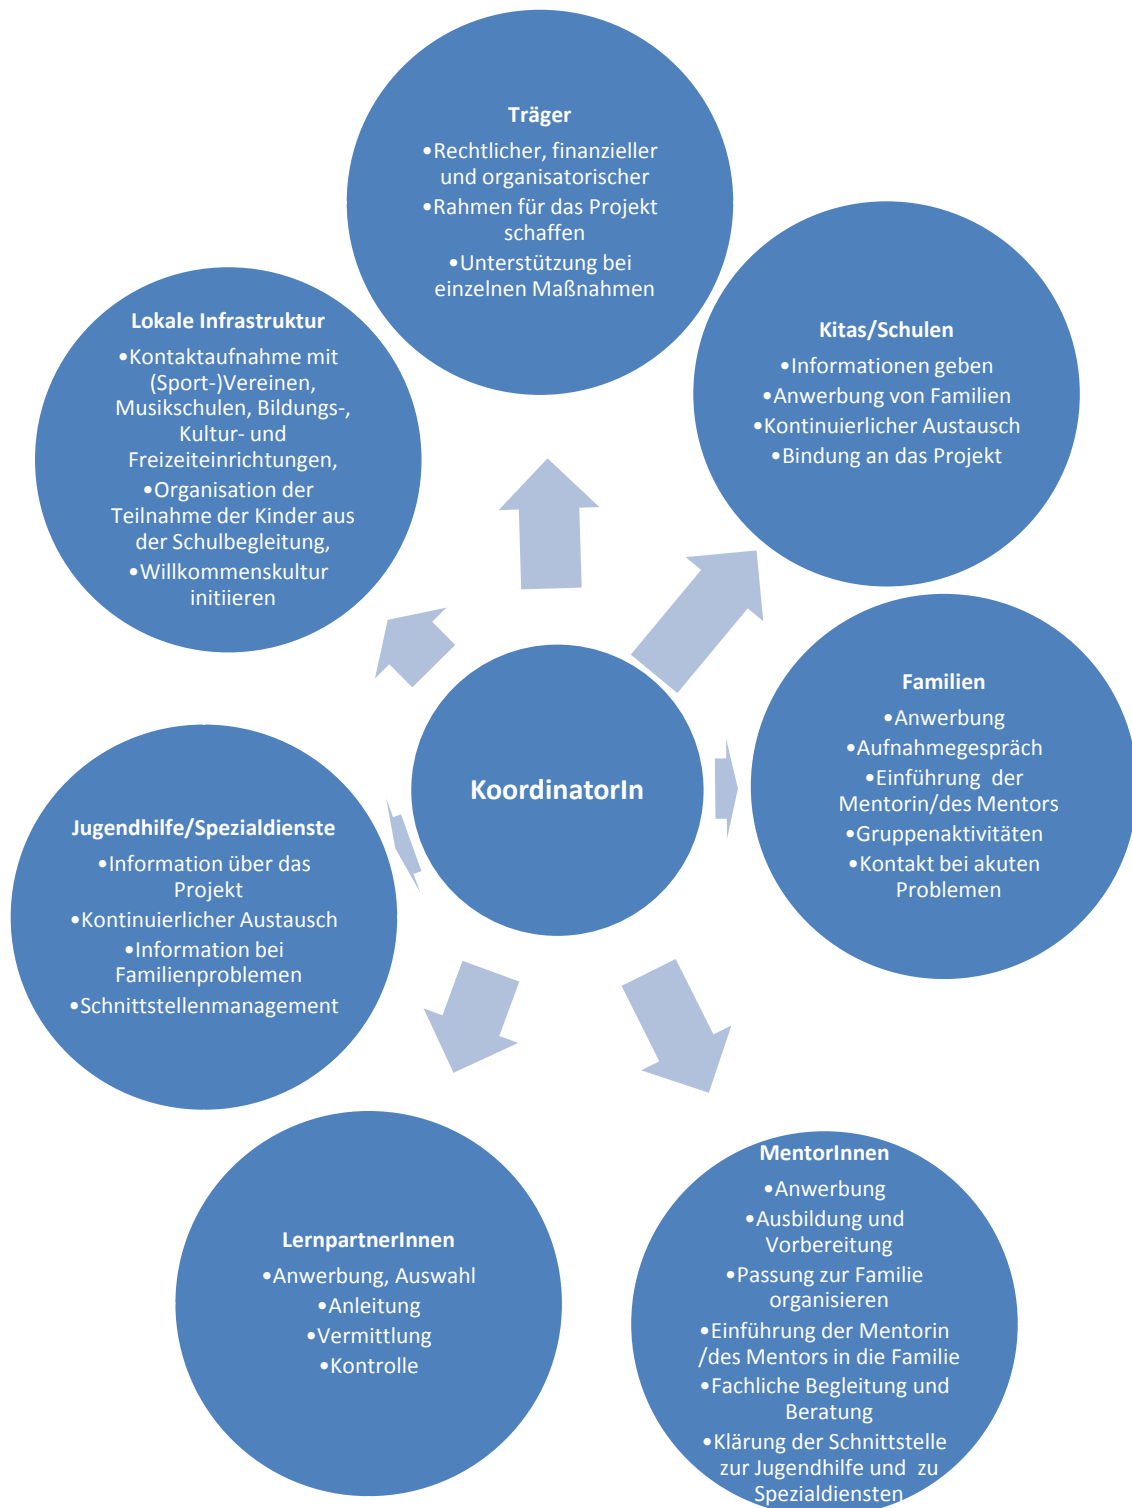 Träger
•Rechtlicher, finanzieller
und organisatorischer
•Rahmen für das Projekt
schaffen
•Unterstützung bei
einzelnen Maßnahmen
Kitas/Schulen
•Informationen geben
•Anwerbung von Familien
•Kontinuierlicher Austausch
•Bindung an das Projekt
Familien
•Anwerbung
•Aufnahmegespräch
•Einführung der
Mentorin/des Mentors
•Gruppenaktivitäten
•Kontakt bei akuten
Problemen
MentorInnen
•Anwerbung
•Ausbildung und
Vorbereitung
•Passung zur Familie
organisieren
•Einführung der Mentorin
/des Mentors in die Familie
•Fachliche Begleitung und
Beratung
•Klärung der Schnittstelle
zur Jugendhilfe und zu
Spezialdiensten
LernpartnerInnen
•Anwerbung, Auswahl
•Anleitung
•Vermittlung
•Kontrolle
Jugendhilfe/Spezialdienste
•Information über das
Projekt
•Kontinuierlicher Austausch
•Information bei
Familienproblemen
•Schnittstellenmanagement
Lokale Infrastruktur
•Kontaktaufnahme mit
(Sport-)Vereinen,
Musikschulen, Bildungs-,
Kultur- und
Freizeiteinrichtungen,
•Organisation der
Teilnahme der Kinder aus
der Schulbegleitung,
•Willkommenskultur
initiieren
KoordinatorIn